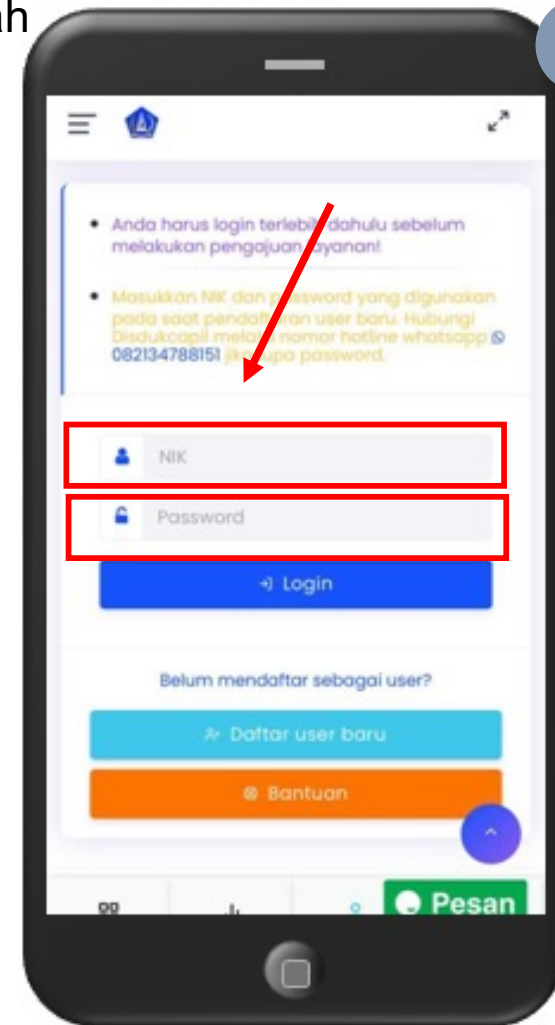 Anda harus login terlebih dahulu sebelum
melakukan pengajuan layanan!
Masukkan NIK dan password yang digunakan
pada saat pendaftaran user baru. Hubungi
Disdukcapil melalui nomor hotline whatsapp
082134788151 jika lupa password.
NIK
Password
Login
Belum mendaftar sebagai user?
Daftar user baru
Bantuan
Pesan